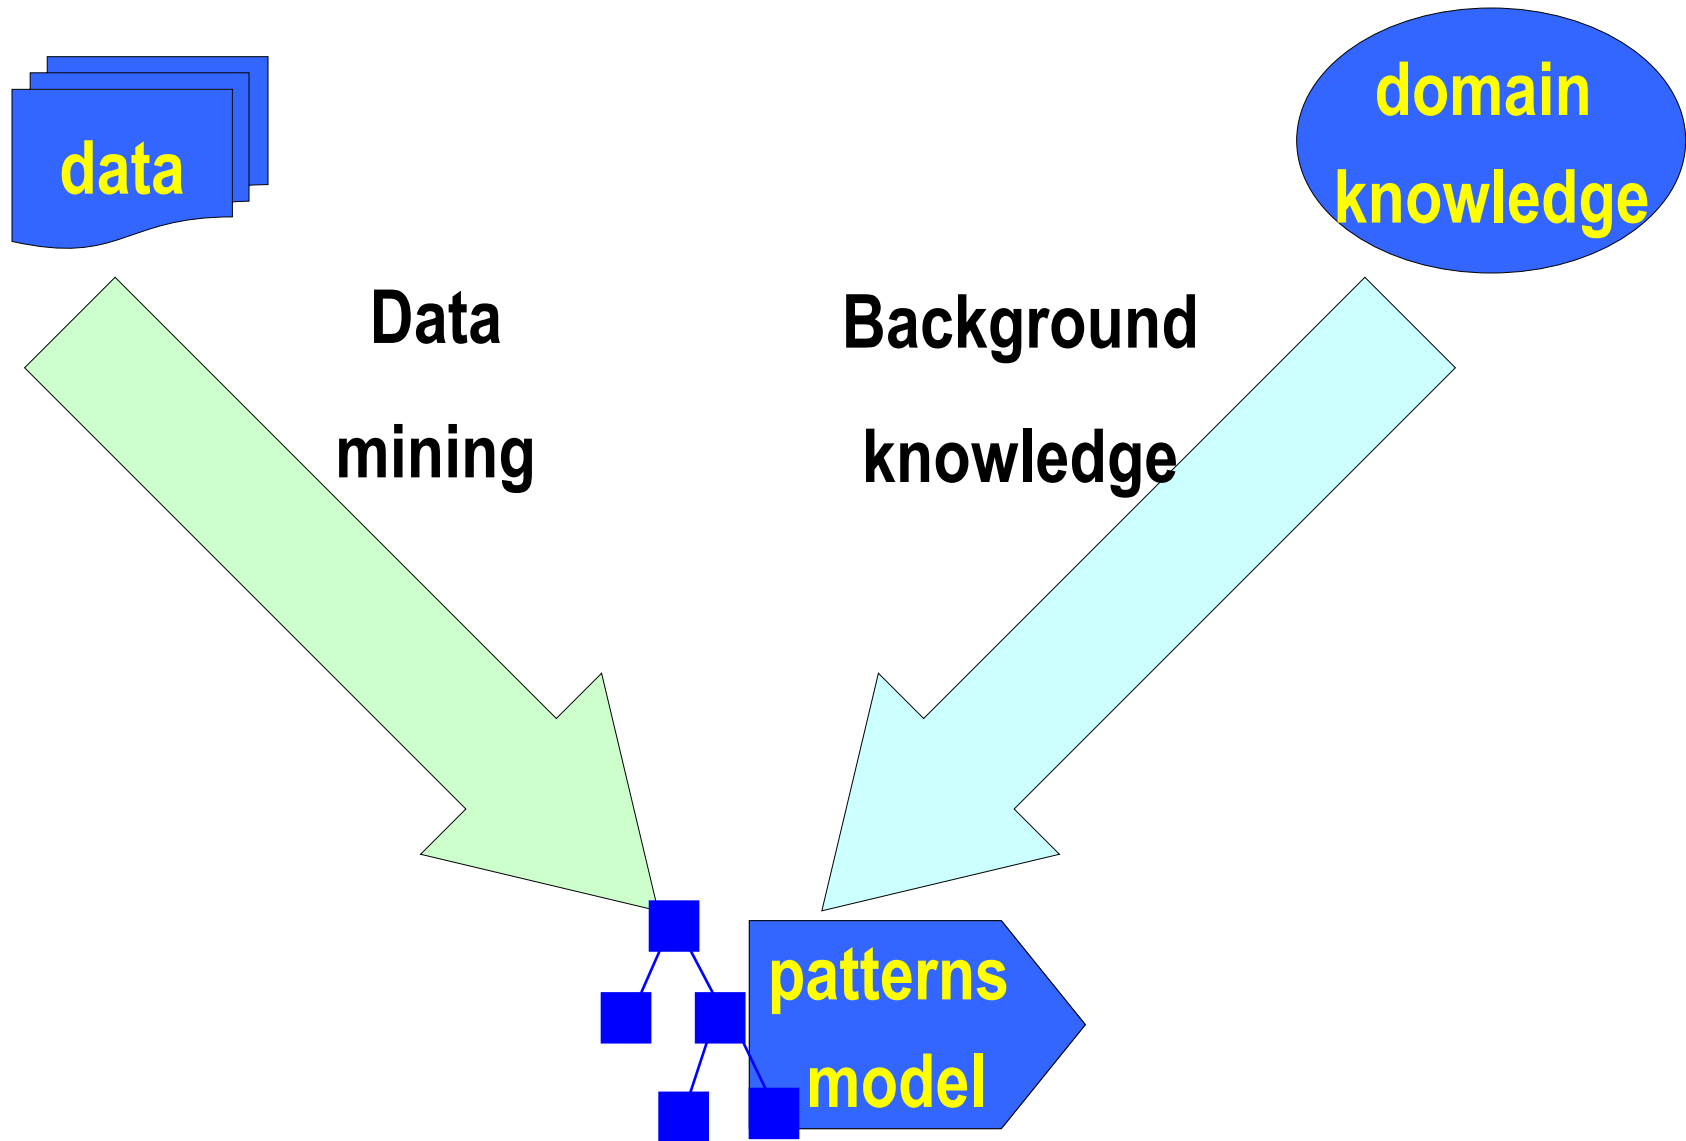 data
domain
knowledge
Data
mining
Background
knowledge
patterns
model